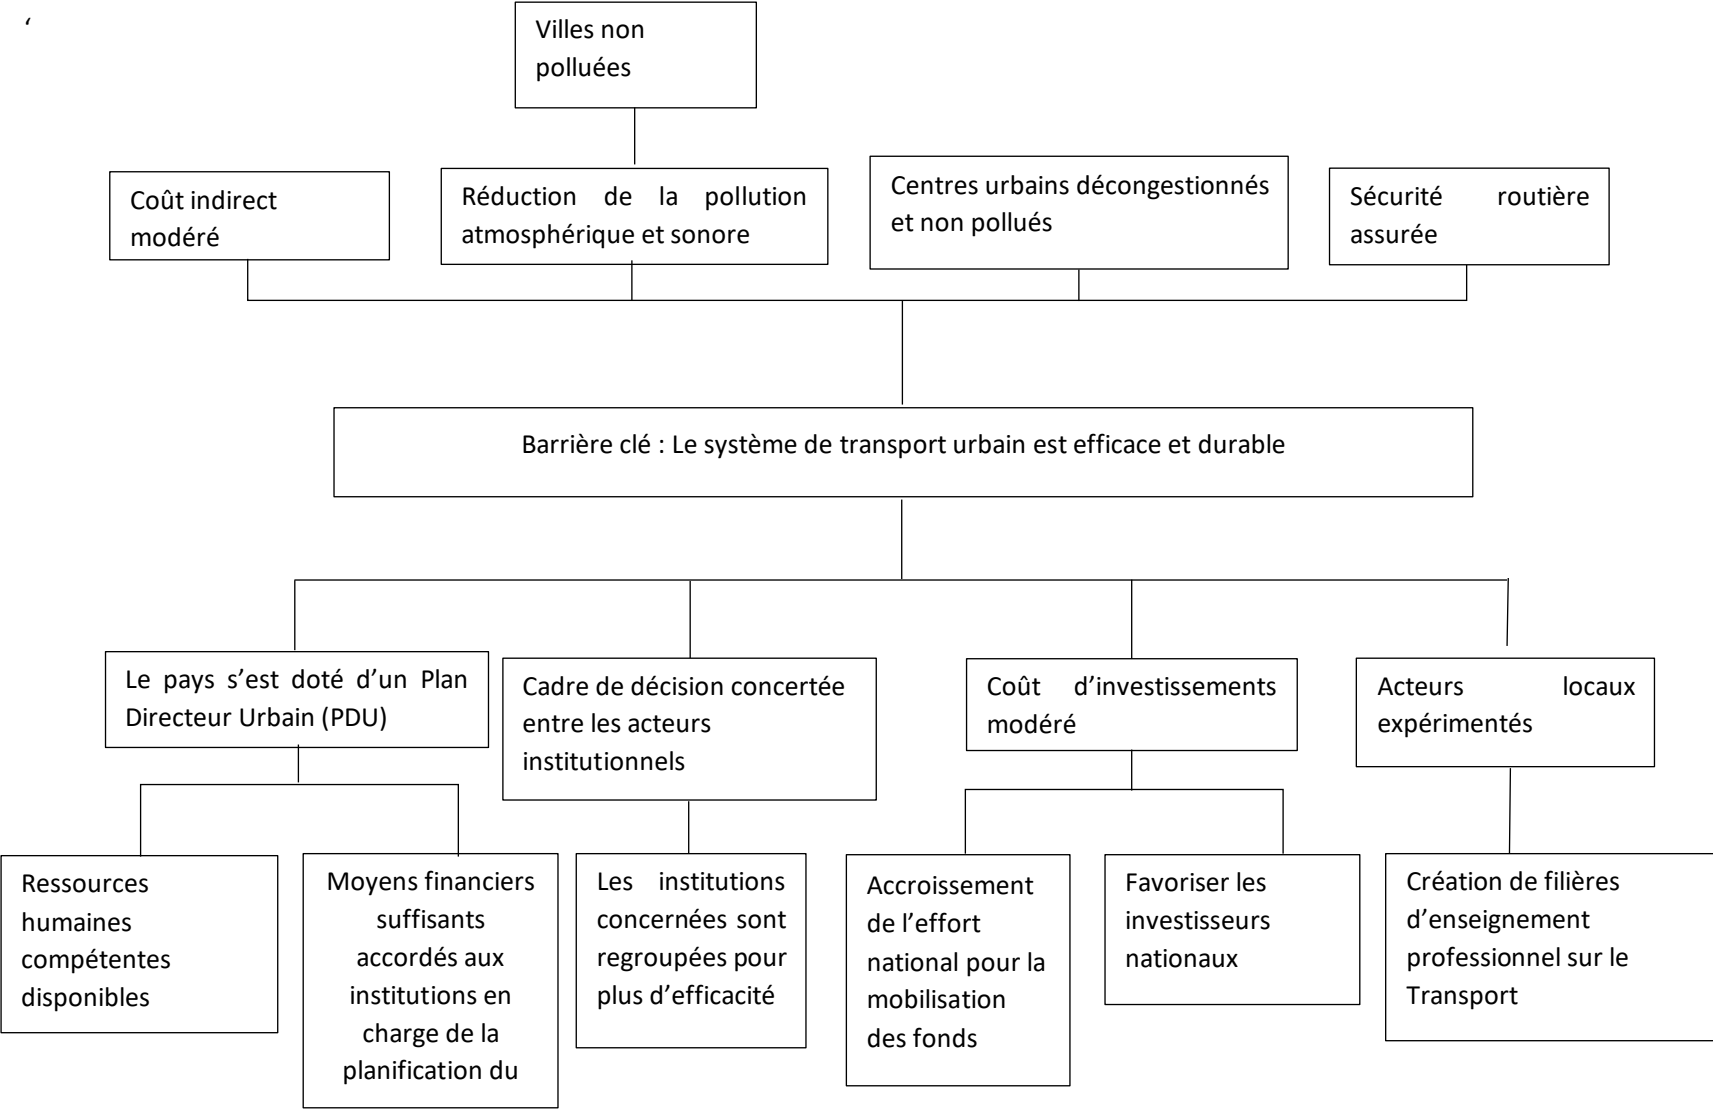 ‘
Villes non
polluées
Coût indirect
modéré
Réduction de la pollution
atmosphérique et sonore
Centres urbains décongestionnés
et non pollués
Sécurité routière
assurée
Barrière clé : Le système de transport urbain est efficace et durable
Le pays s’est doté d’un Plan
Directeur Urbain (PDU)
Cadre de décision concertée
entre les acteurs
institutionnels
Coût d’investissements
modéré
Acteurs locaux
expérimentés
Ressources
humaines
compétentes
disponibles
Moyens financiers
suffisants
accordés aux
institutions en
charge de la
planification du
Les institutions
concernées sont
regroupées pour
plus d’efficacité
Accroissement
de l’effort
national pour la
mobilisation
des fonds
Favoriser les
investisseurs
nationaux
Création de filières
d’enseignement
professionnel sur le
Transport